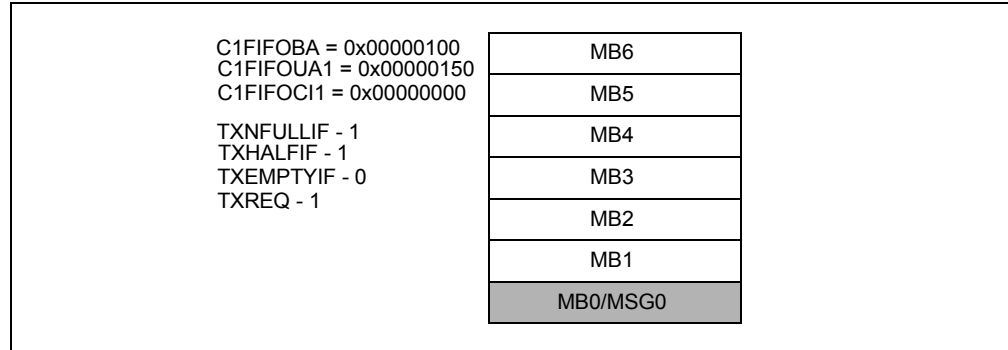 C1FIFOBA = 0x00000100
C1FIFOUA1 = 0x00000150
C1FIFOCI1 = 0x00000000
TXNFULLIF - 1
TXHALFIF - 1
TXEMPTYIF - 0
TXREQ - 1
MB6
MB5
MB4
MB3
MB2
MB1
MB0/MSG0